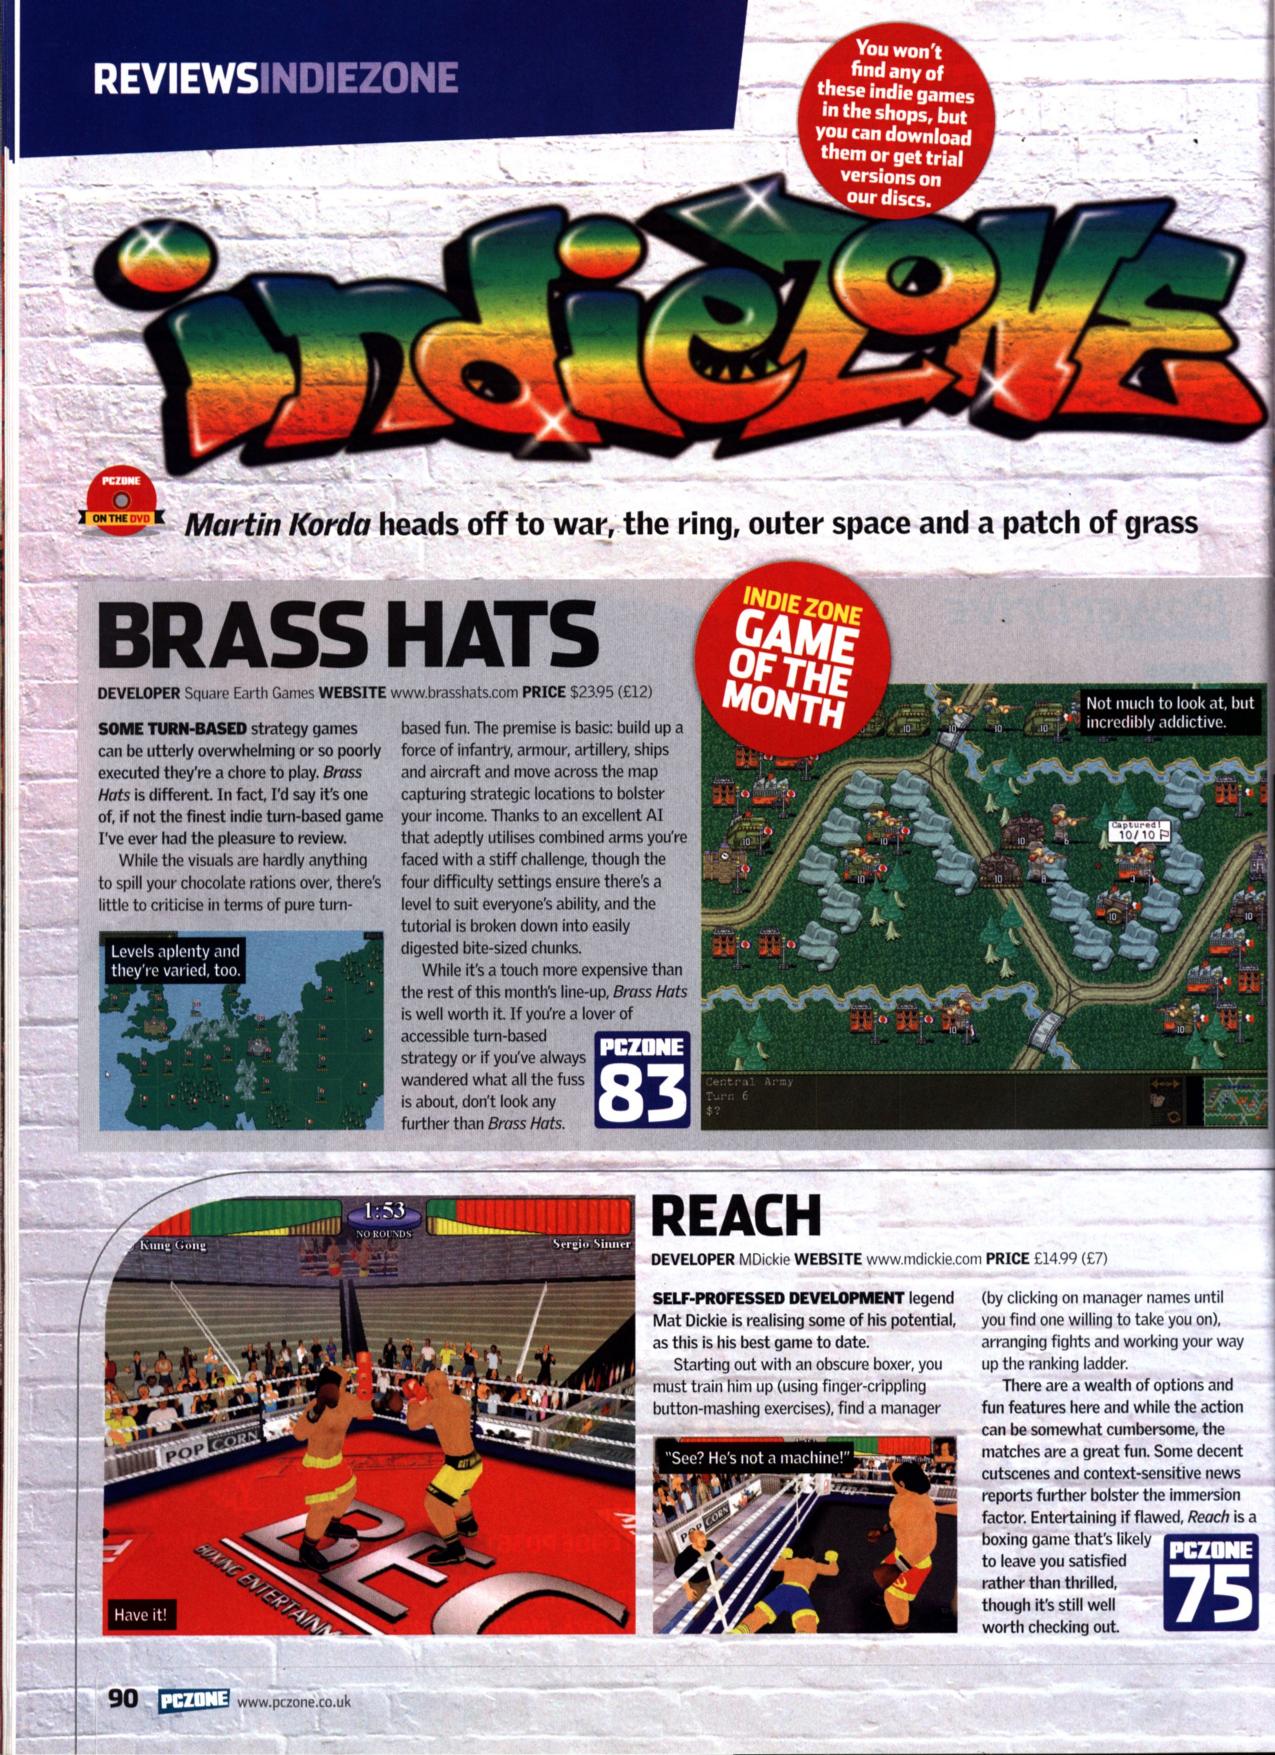 REVIEWSINDIEZONE
You won't
find any of
these indie games
in the shops, but
you can download
them or get trial
versions on
our discs.
indieZONE
PCZONE
ON THE DVD
Martin Korda heads off to war, the ring, outer space and a patch of grass
BRASS HATS
DEVELOPER Square Earth Games WEBSITE www.brasshats.com PRICE $23.95 (£12)
SOME TURN-BASED strategy games
can be utterly overwhelming or so poorly
executed they're a chore to play. Brass
Hats is different. In fact, I'd say it's one
of, if not the finest indie turn-based game
I've ever had the pleasure to review.
While the visuals are hardly anything
to spill your chocolate rations over, there's
little to criticise in terms of pure turn-
Levels aplenty and
they're varied, too.
based fun. The premise is basic: build up a
force of infantry, armour, artillery, ships
and aircraft and move across the map
capturing strategic locations to bolster
your income. Thanks to an excellent AI
that adeptly utilises combined arms you're
faced with a stiff challenge, though the
four difficulty settings ensure there's a
level to suit everyone's ability, and the
tutorial is broken down into easily
digested bite-sized chunks.
While it's a touch more expensive than
the rest of this month's line-up, Brass Hats
is well worth it. If you're a lover of
accessible turn-based
strategy or if you've always
wandered what all the fuss
is about, don't look any
further than Brass Hats.
PCZONE
83
INDIE ZONE
GAME
OF THE
MONTH
Not much to look at, but
incredibly addictive.
Captured!
10/10
Central Army
Turn 6
$?
1:53
NO ROUNDS
Kung Gong
Sergio Sinner
POP CORN
BEC
BOXING ENTERTAINM
Have it!
REACH
DEVELOPER MDickie WEBSITE www.mdickie.com PRICE £14.99 (£7)
SELF-PROFESSED DEVELOPMENT legend
Mat Dickie is realising some of his potential,
as this is his best game to date.
Starting out with an obscure boxer, you
must train him up (using finger-crippling
button-mashing exercises), find a manager
"See? He's not a machine!"
POP CORN
(by clicking on manager names until
you find one willing to take you on),
arranging fights and working your way
up the ranking ladder.
There are a wealth of options and
fun features here and while the action
can be somewhat cumbersome, the
matches are a great fun. Some decent
cutscenes and context-sensitive news
reports further bolster the immersion
factor. Entertaining if flawed, Reach is a
boxing game that's likely
to leave you satisfied
rather than thrilled,
though it's still well
worth checking out.
PCZONE
75
90 PCZONE www.pczone.co.uk